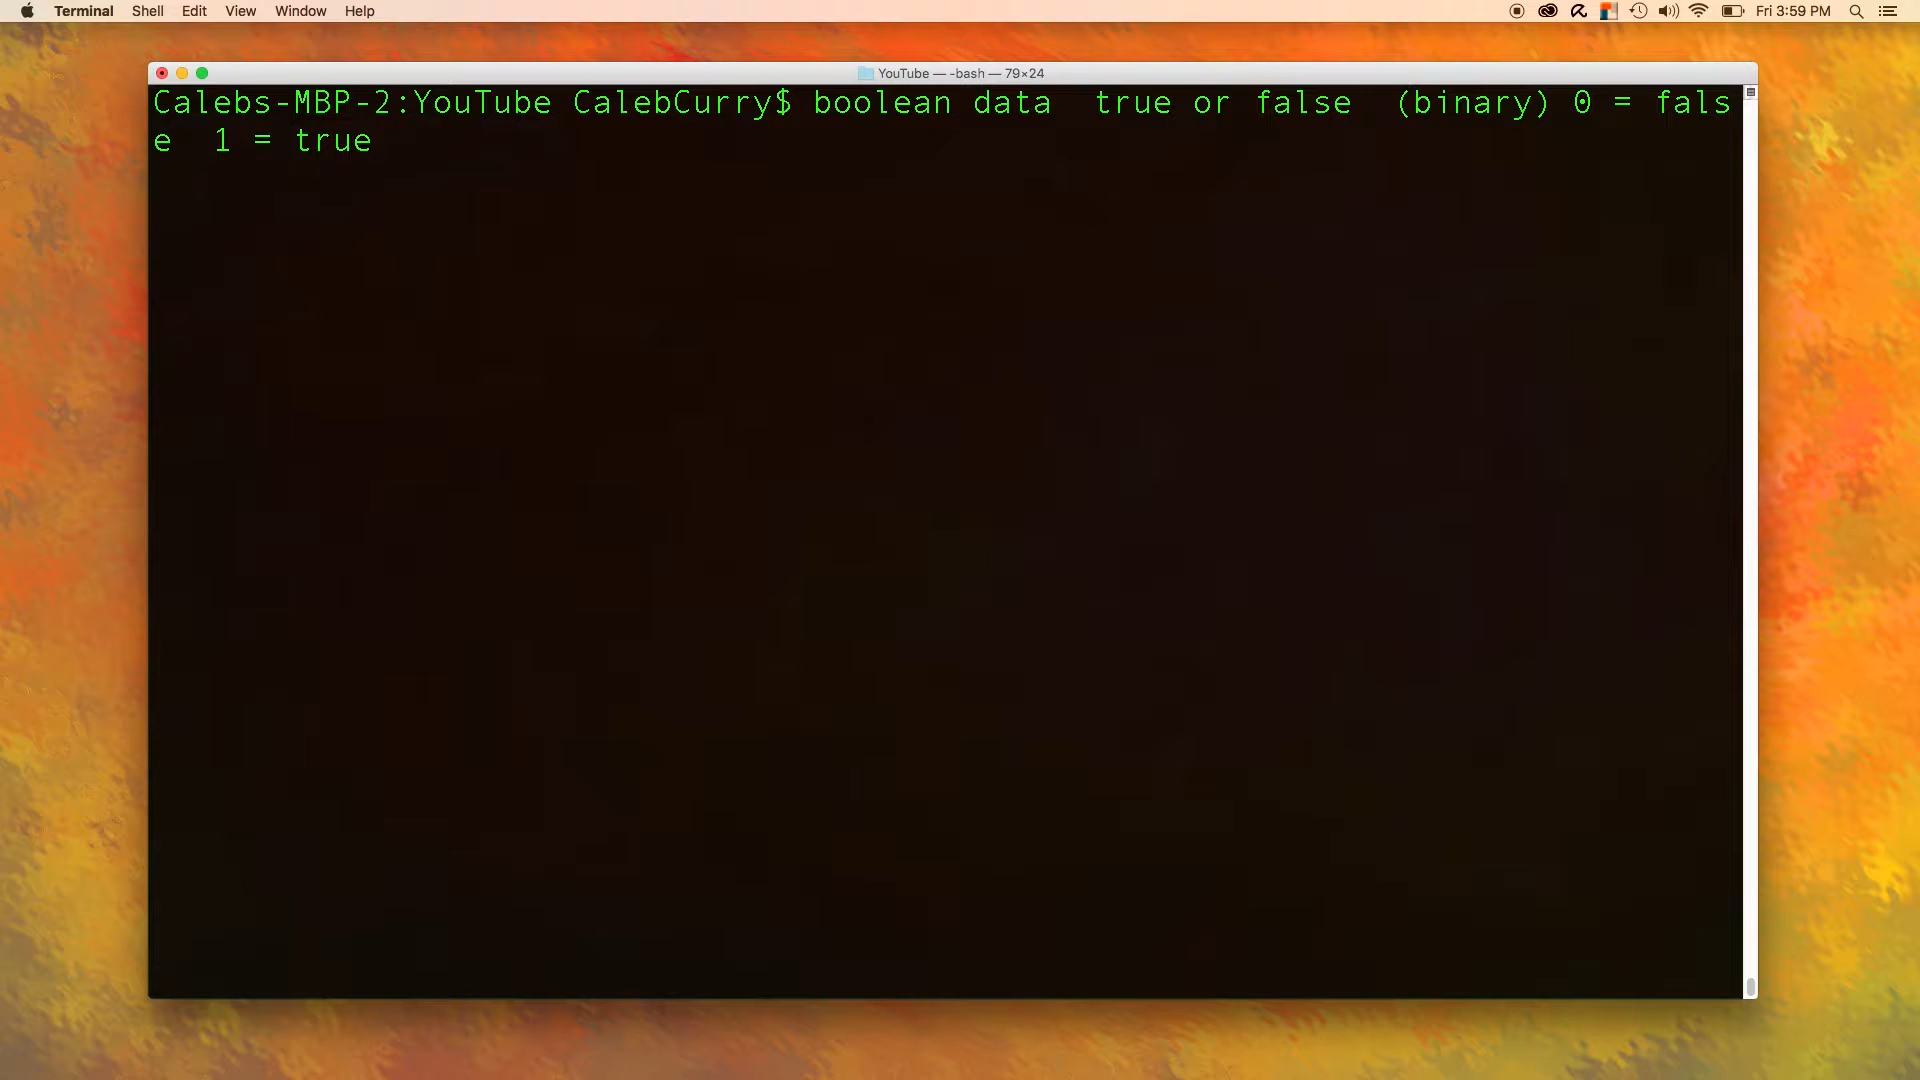 Terminal Shell Edit View Window Help Fri 3:59 PM
YouTube — -bash — 79×24
Calebs-MBP-2:YouTube CalebCurry$ boolean data  true or false  (binary) 0 = fals
e  1 = true